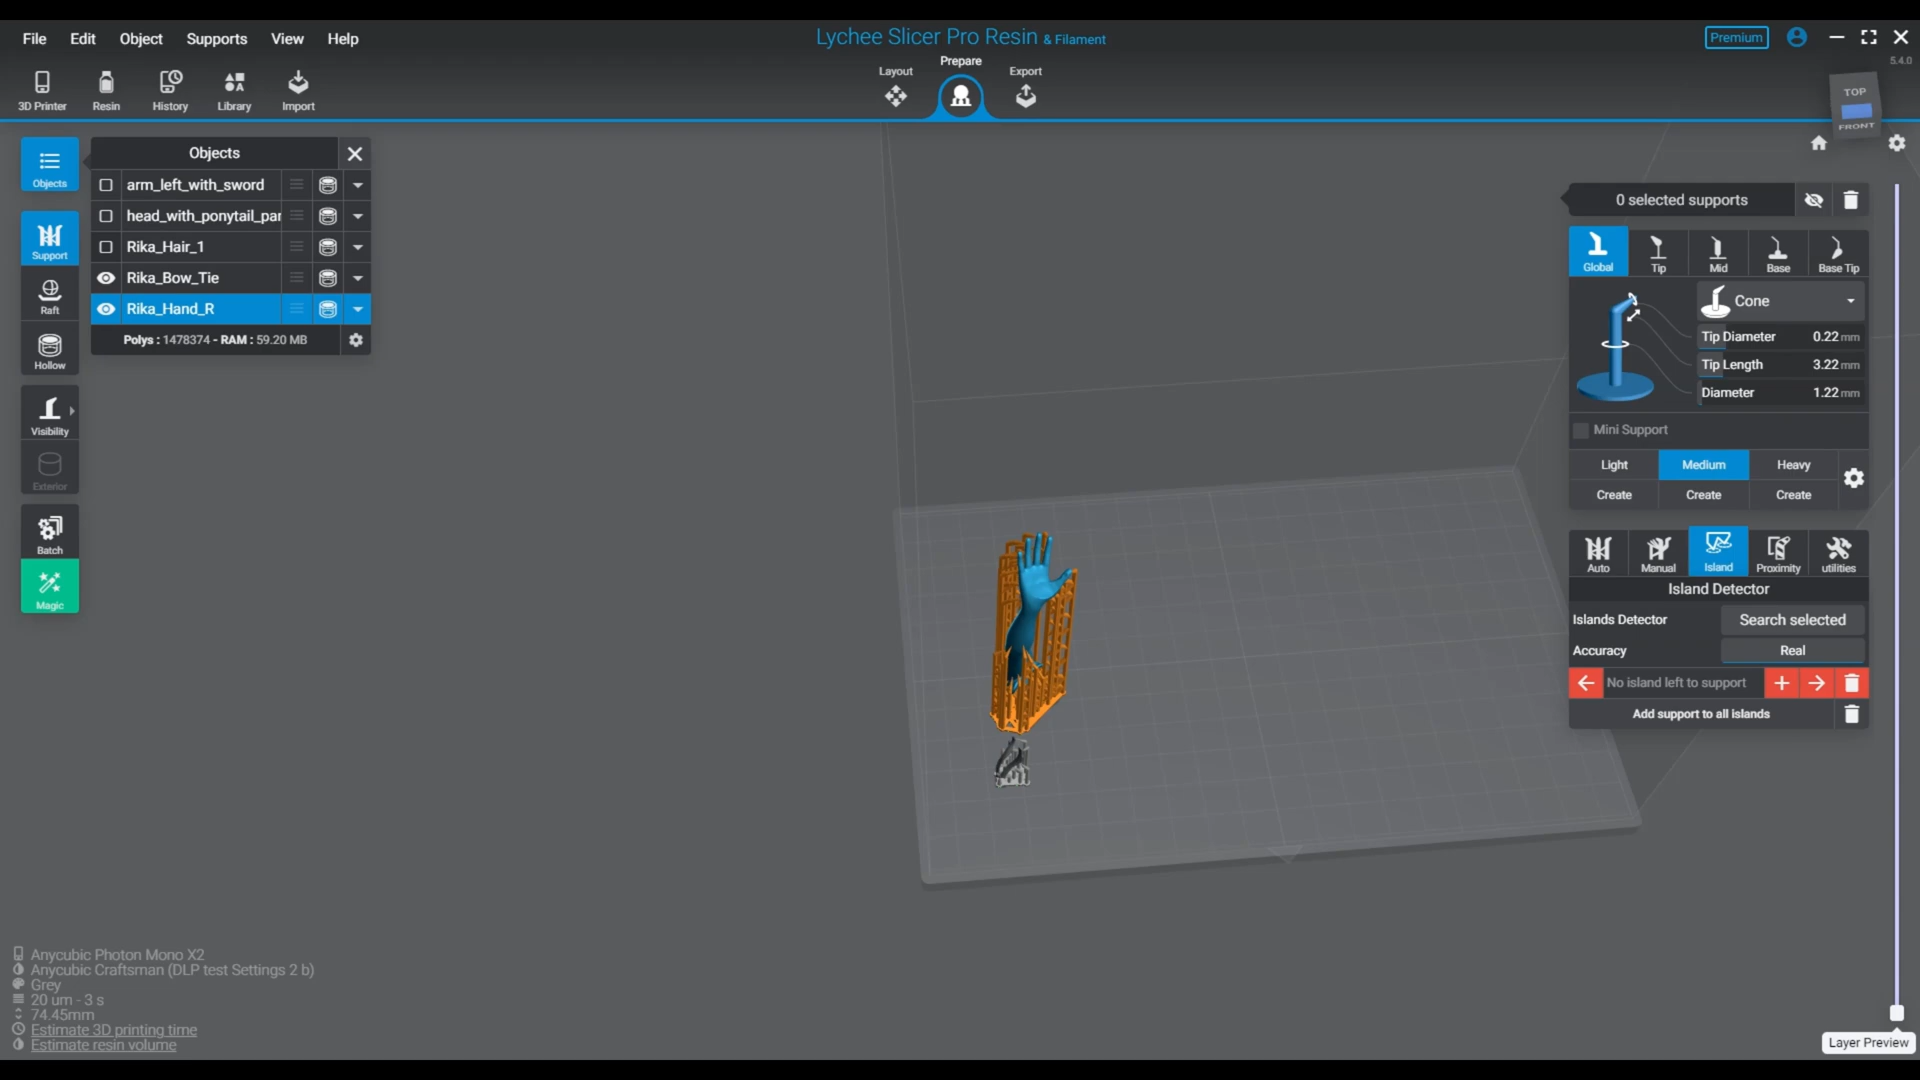 File Edit Object Supports View Help
Lychee Slicer Pro Resin & Filament
Premium
5.4.0
3D Printer Resin History Library Import
Layout Prepare Export
TOP
FRONT
Objects
Objects
arm_left_with_sword
head_with_ponytail_par
Rika_Hair_1
Rika_Bow_Tie
Rika_Hand_R
Polys : 1478374 - RAM : 59.20 MB
Support
Raft
Hollow
Visibility
Exterior
Batch
Magic
0 selected supports
Global Tip Mid Base Base Tip
Cone
Tip Diameter 0.22 mm
Tip Length 3.22 mm
Diameter 1.22 mm
Mini Support
Light Medium Heavy
Create Create Create
Auto Manual Island Proximity utilities
Island Detector
Islands Detector Search selected
Accuracy Real
No island left to support
Add support to all islands
Anycubic Photon Mono X2
Anycubic Craftsman (DLP test Settings 2 b)
Grey
20 um - 3 s
74.45mm
Estimate 3D printing time
Estimate resin volume
Layer Preview